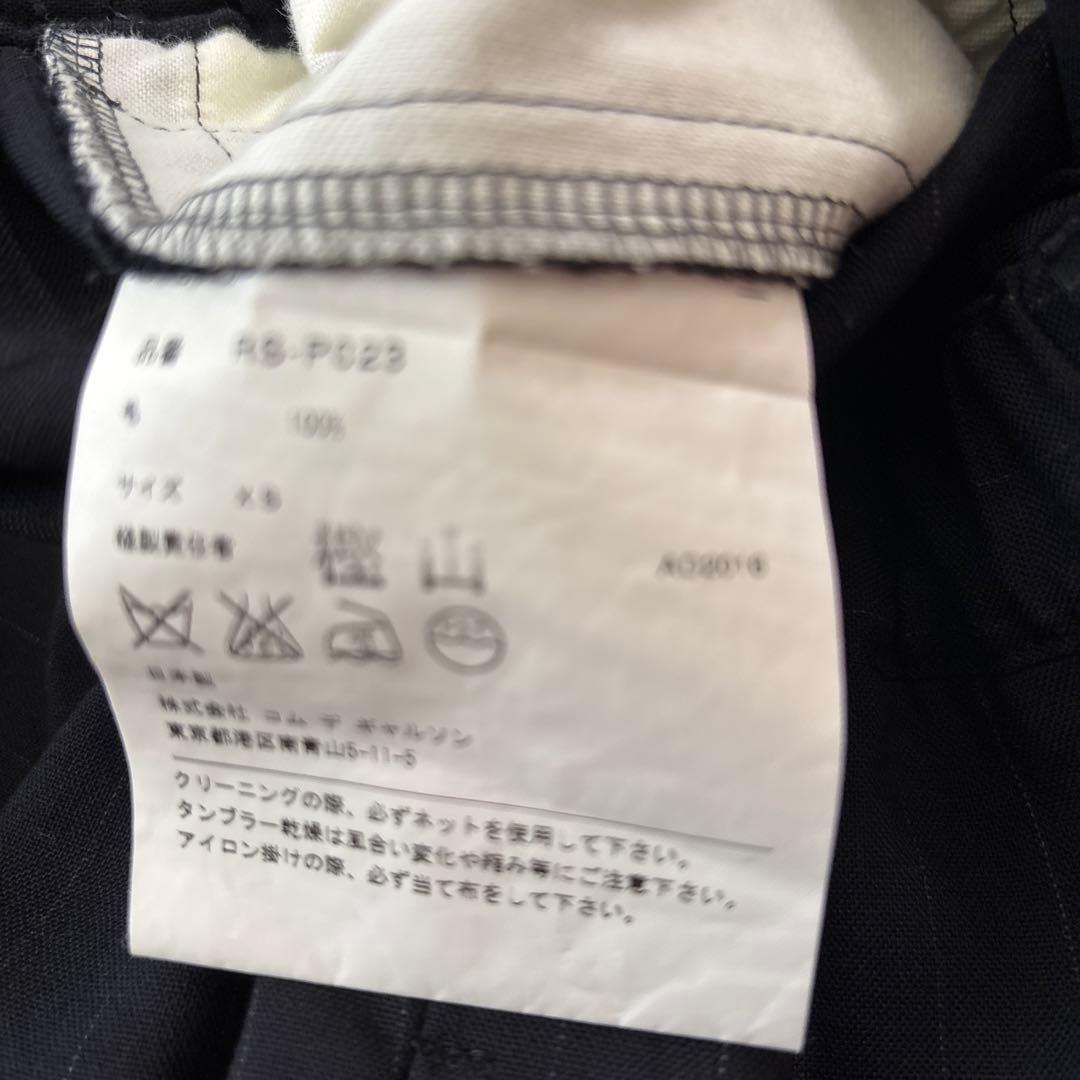 品番 RS-P023
毛 100%
サイズ XS
縫製責任者 山 AD2016
日本製
株式会社 コム デ ギャルソン
東京都港区南青山5-11-5
クリーニングの際、必ずネットを使用して下さい。
タンブラー乾燥は風合い変化や縮み等にご注意下さい。
アイロン掛けの際、必ず当て布をして下さい。